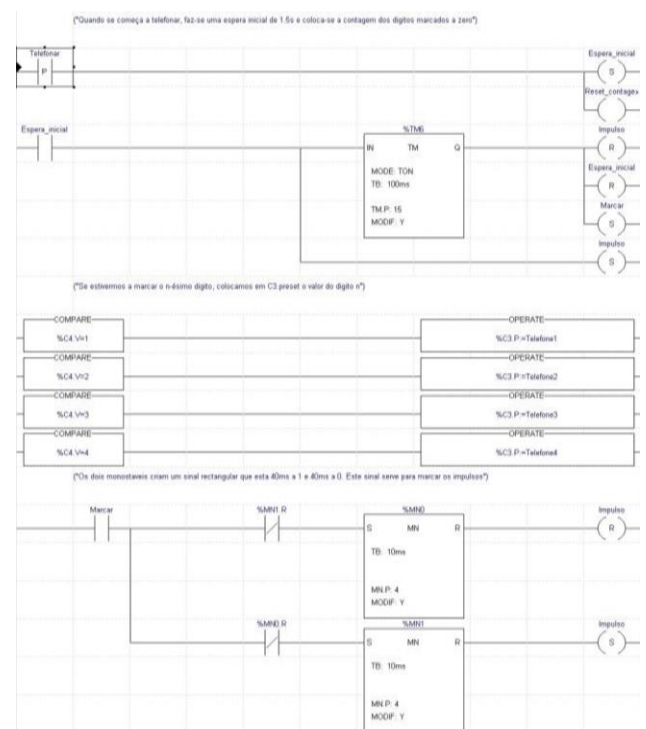 (*Quando se começa a telefonar, faz-se uma espera inicial de 1.5s e coloca-se a contagem dos digitos marcados a zero*)
Telefonar
P
Espera_inicial
S
Reset_contage»
Espera_inicial
%TM6
IN TM Q
MODE: TON
TB: 100ms
TM.P: 15
MODIF: Y
Impulso
R
Espera_inicial
R
Marcar
S
Impulso
S
(*Se estivermos a marcar o n-ésimo digito, colocamos em C3.preset o valor do digito n*)
COMPARE
%C4.V=1
OPERATE
%C3.P:=Telefone1
COMPARE
%C4.V=2
OPERATE
%C3.P:=Telefone2
COMPARE
%C4.V=3
OPERATE
%C3.P:=Telefone3
COMPARE
%C4.V=4
OPERATE
%C3.P:=Telefone4
(*Os dois monostaveis criam um sinal rectangular que esta 40ms a 1 e 40ms a 0. Este sinal serve para marcar os impulsos*)
Marcar
%MN1.R
%MN0
S MN R
TB: 10ms
MN.P: 4
MODIF: Y
Impulso
R
%MN0.R
%MN1
S MN R
TB: 10ms
MN.P: 4
MODIF: Y
Impulso
S